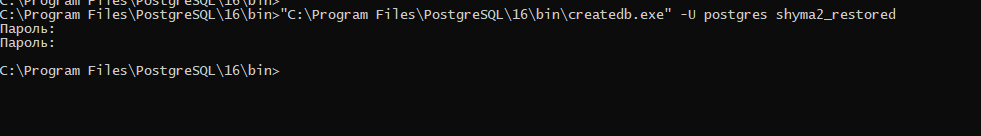 C:\Program Files\PostgreSQL\16\bin>
C:\Program Files\PostgreSQL\16\bin>"C:\Program Files\PostgreSQL\16\bin\createdb.exe" -U postgres shyma2_restored
Пароль:
Пароль:
C:\Program Files\PostgreSQL\16\bin>